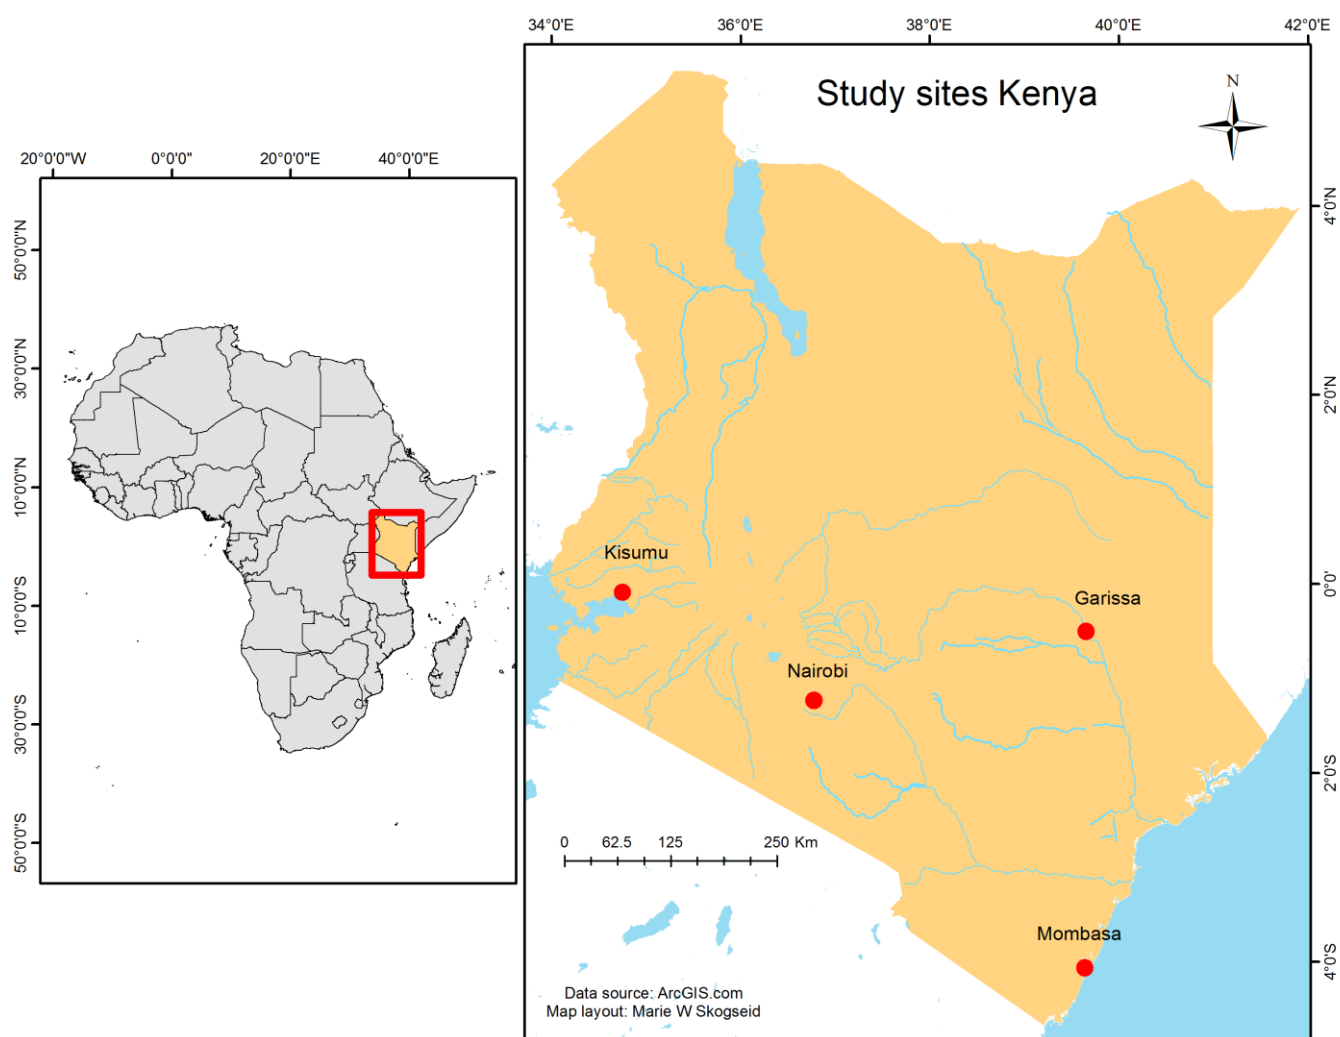 34°0'E 36°0'E 38°0'E 40°0'E 42°0'E
Study sites Kenya
N
20°0'0"W 0°0'0" 20°0'0"E 40°0'0"E
50°0'0"N
30°0'0"N
10°0'0"N
10°0'0"S
30°0'0"S
50°0'0"S
4°0'N
2°0'N
0°0'
2°0'S
4°0'S
Kisumu
Garissa
Nairobi
0 62.5 125 250 Km
Mombasa
Data source: ArcGIS.com
Map layout: Marie W Skogseid